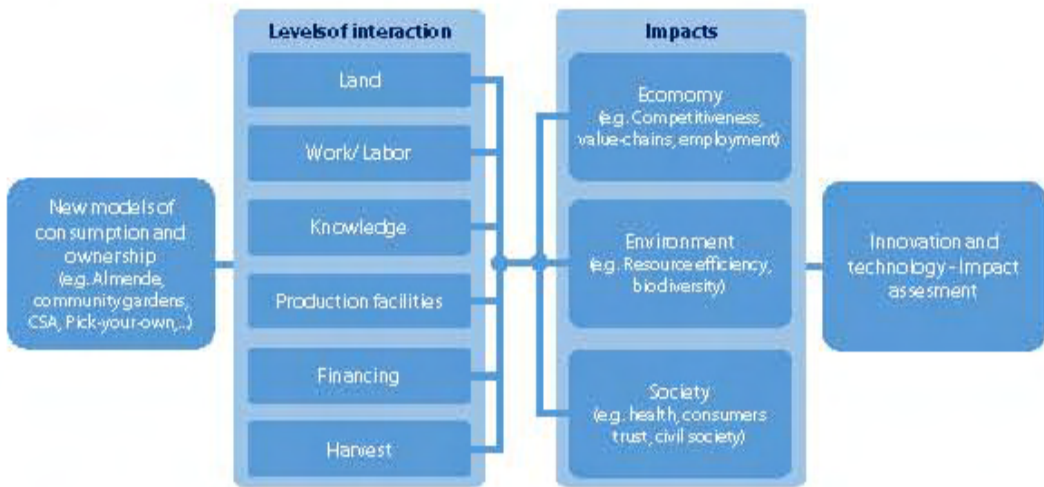 New models of
consumption and
ownership
(e.g. Almende,
community gardens,
CSA, Pick-your-own,..)
Levels of interaction
Land
Work/ Labor
Knowledge
Production facilities
Financing
Harvest
Impacts
Ecomomy
(e.g. Competitiveness,
value-chains, employment)
Environment
(e.g. Resource efficiency,
biodiversity)
Society
(e.g. health, consumers
trust, civil society)
Innovation and
technology - Impact
assesment